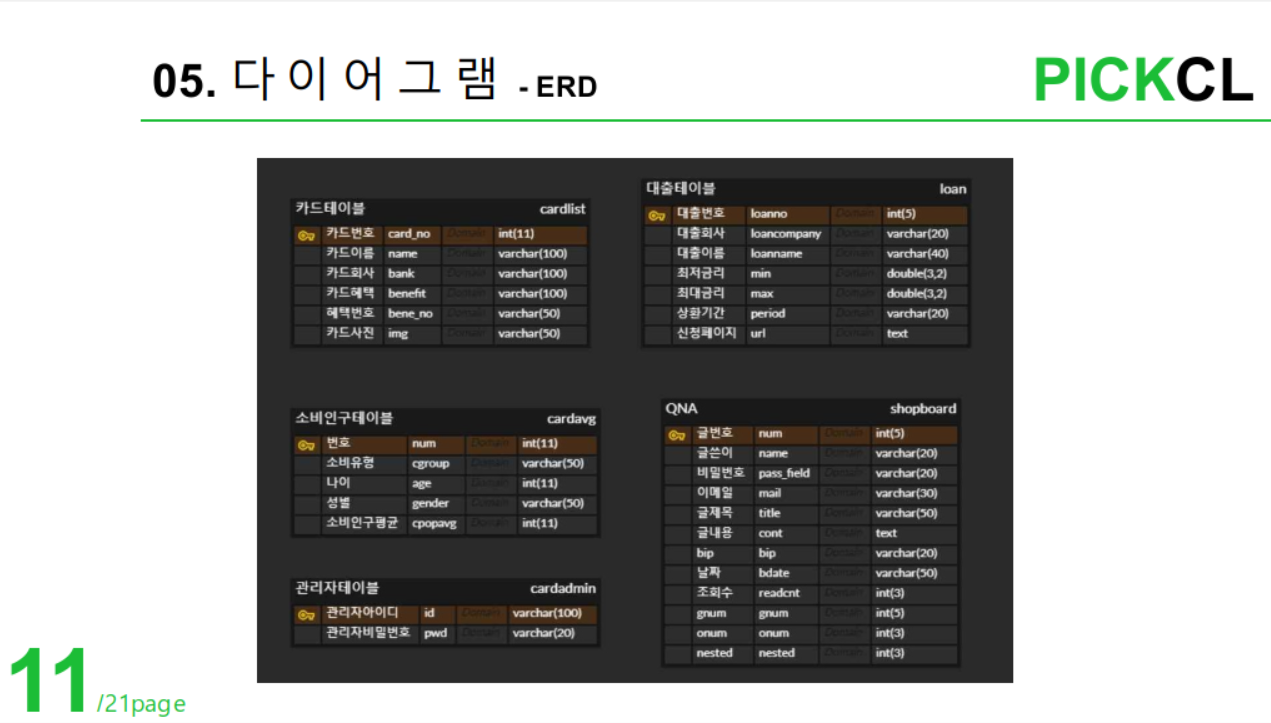 05. 다 이 어 그 램 - ERD
PICKCL
카드테이블 cardlist
카드번호 card_no Domain int(11)
카드이름 name Domain varchar(100)
카드회사 bank Domain varchar(100)
카드혜택 benefit Domain varchar(100)
혜택번호 bene_no Domain varchar(50)
카드사진 img Domain varchar(50)
대출테이블 loan
대출번호 loanno Domain int(5)
대출회사 loancompany Domain varchar(20)
대출이름 loanname Domain varchar(40)
최저금리 min Domain double(3,2)
최대금리 max Domain double(3,2)
상환기간 period Domain varchar(20)
신청페이지 url Domain text
소비인구테이블 cardavg
번호 num Domain int(11)
소비유형 cgroup Domain varchar(50)
나이 age Domain int(11)
성별 gender Domain varchar(50)
소비인구평균 cpopavg Domain int(11)
QNA shopboard
글번호 num Domain int(5)
글쓴이 name Domain varchar(20)
비밀번호 pass_field Domain varchar(20)
이메일 mail Domain varchar(30)
글제목 title Domain varchar(50)
글내용 cont Domain text
bip bip Domain varchar(20)
날짜 bdate Domain varchar(50)
조회수 readcnt Domain int(3)
gnum gnum Domain int(5)
onum onum Domain int(3)
nested nested Domain int(3)
관리자테이블 cardadmin
관리자아이디 id Domain varchar(100)
관리자비밀번호 pwd Domain varchar(20)
11/21page